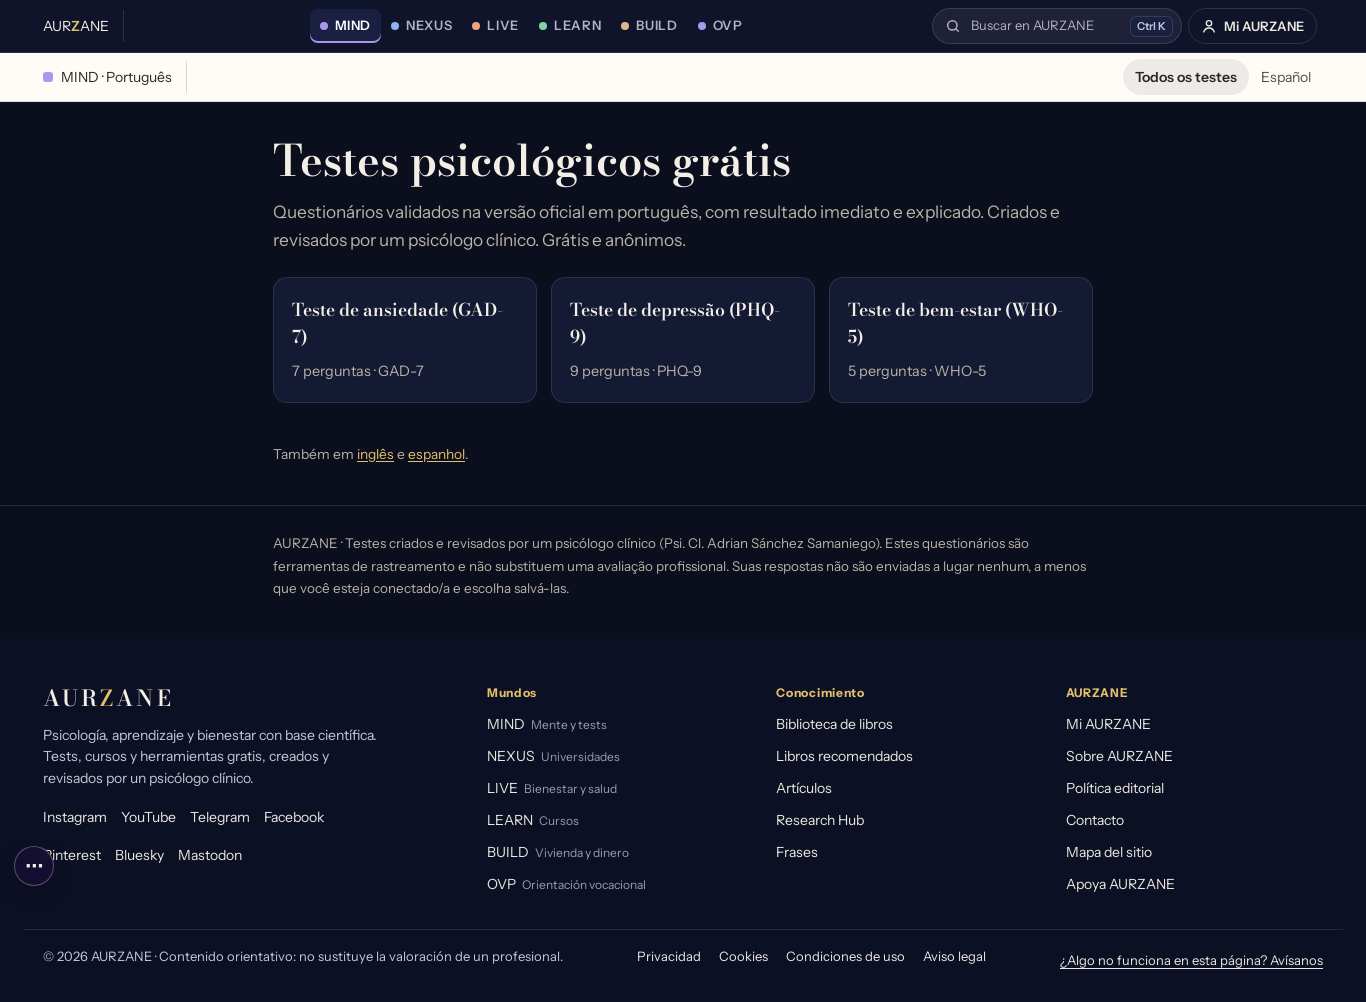 AURZANE
MIND
NEXUS
LIVE
LEARN
BUILD
OVP
Buscar en AURZANE
Ctrl K
Mi AURZANE
MIND · Português
Todos os testes
Español
Testes psicológicos grátis
Questionários validados na versão oficial em português, com resultado imediato e explicado. Criados e
revisados por um psicólogo clínico. Grátis e anônimos.
Teste de ansiedade (GAD-
7)
7 perguntas · GAD-7
Teste de depressão (PHQ-
9)
9 perguntas · PHQ-9
Teste de bem-estar (WHO-
5)
5 perguntas · WHO-5
Também em inglês e espanhol.
AURZANE · Testes criados e revisados por um psicólogo clínico (Psi. Cl. Adrian Sánchez Samaniego). Estes questionários são
ferramentas de rastreamento e não substituem uma avaliação profissional. Suas respostas não são enviadas a lugar nenhum, a menos
que você esteja conectado/a e escolha salvá-las.
AURZANE
Psicología, aprendizaje y bienestar con base científica.
Tests, cursos y herramientas gratis, creados y
revisados por un psicólogo clínico.
Instagram YouTube Telegram Facebook
Pinterest Bluesky Mastodon
Mundos
MIND Mente y tests
NEXUS Universidades
LIVE Bienestar y salud
LEARN Cursos
BUILD Vivienda y dinero
OVP Orientación vocacional
Conocimiento
Biblioteca de libros
Libros recomendados
Artículos
Research Hub
Frases
AURZANE
Mi AURZANE
Sobre AURZANE
Política editorial
Contacto
Mapa del sitio
Apoya AURZANE
© 2026 AURZANE · Contenido orientativo: no sustituye la valoración de un profesional.
Privacidad Cookies Condiciones de uso Aviso legal
¿Algo no funciona en esta página? Avísanos